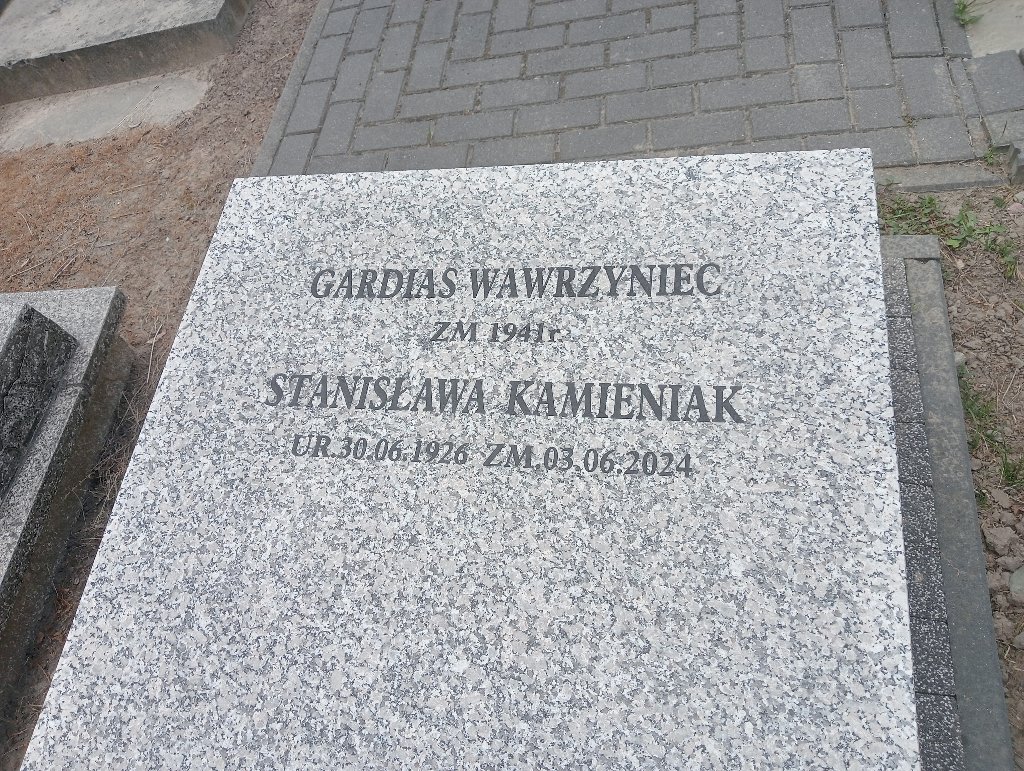 GARDIAS WAWRZYNIEC
ZM 1941r.
STANISŁAWA KAMIENIAK
UR.30.06.1926 ZM.03.06.2024